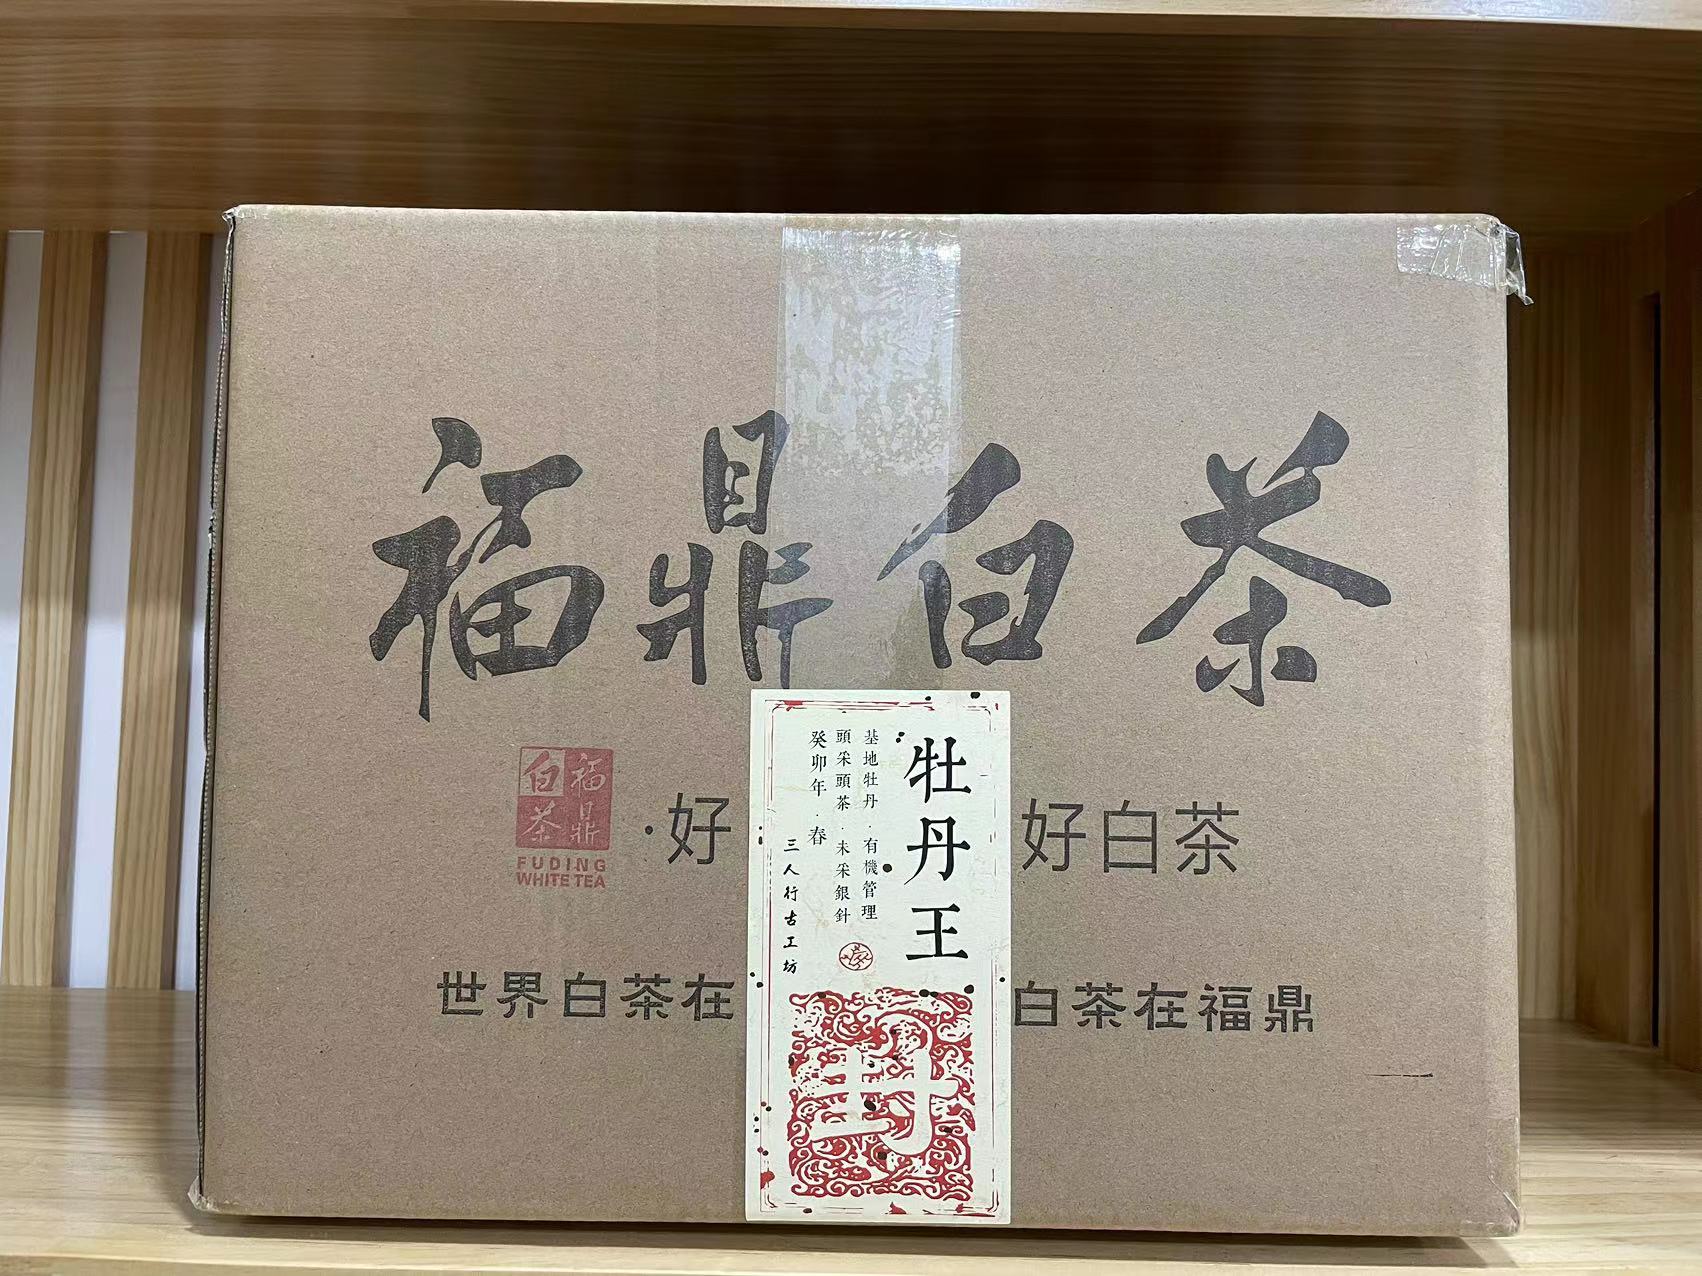 福鼎白茶
福鼎
白茶
FUDING
WHITE TEA
·好
好白茶
世界白茶在
白茶在福鼎
牡丹王
基地牡丹·有機管理
頭采頭茶·未采銀針
癸卯年·春
三人行古工坊